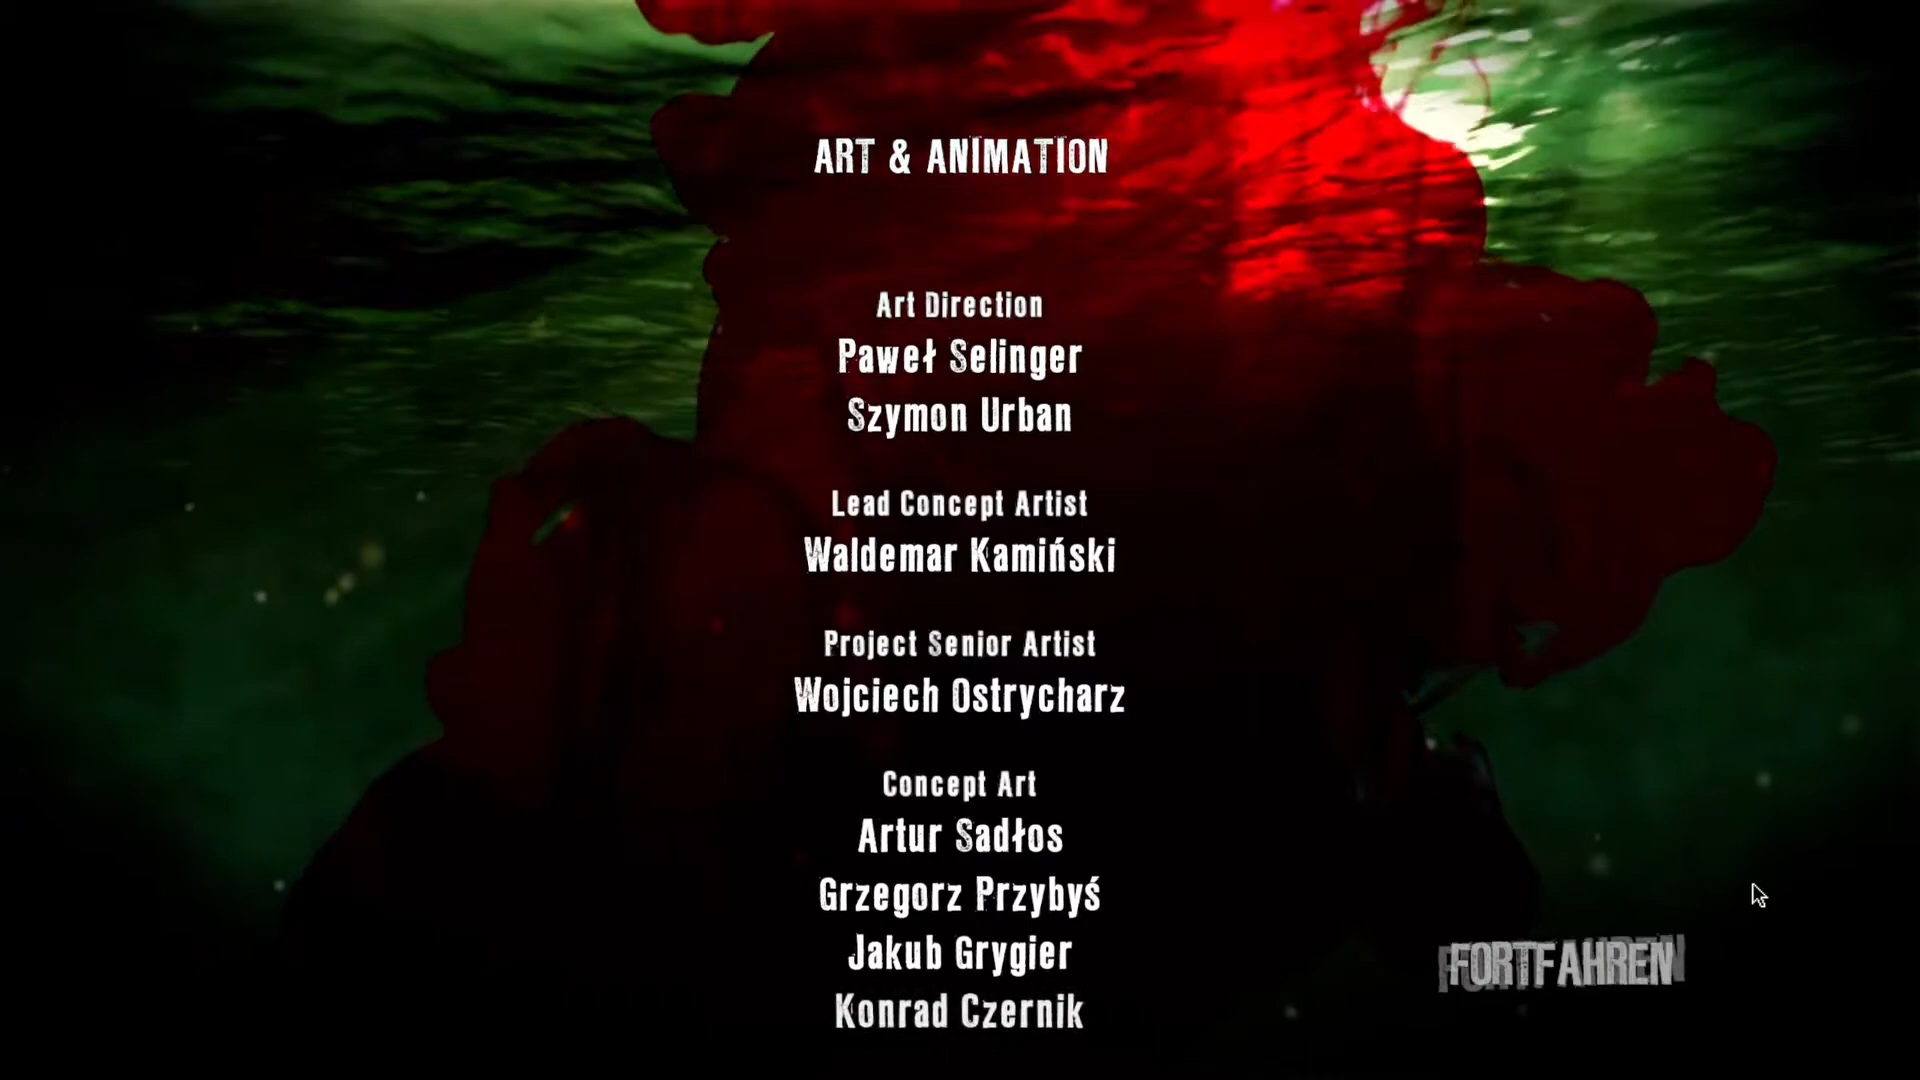 ART & ANIMATION
Art Direction
Paweł Selinger
Szymon Urban
Lead Concept Artist
Waldemar Kamiński
Project Senior Artist
Wojciech Ostrycharz
Concept Art
Artur Sadłos
Grzegorz Przybyś
Jakub Grygier
Konrad Czernik
FORTFAHREN